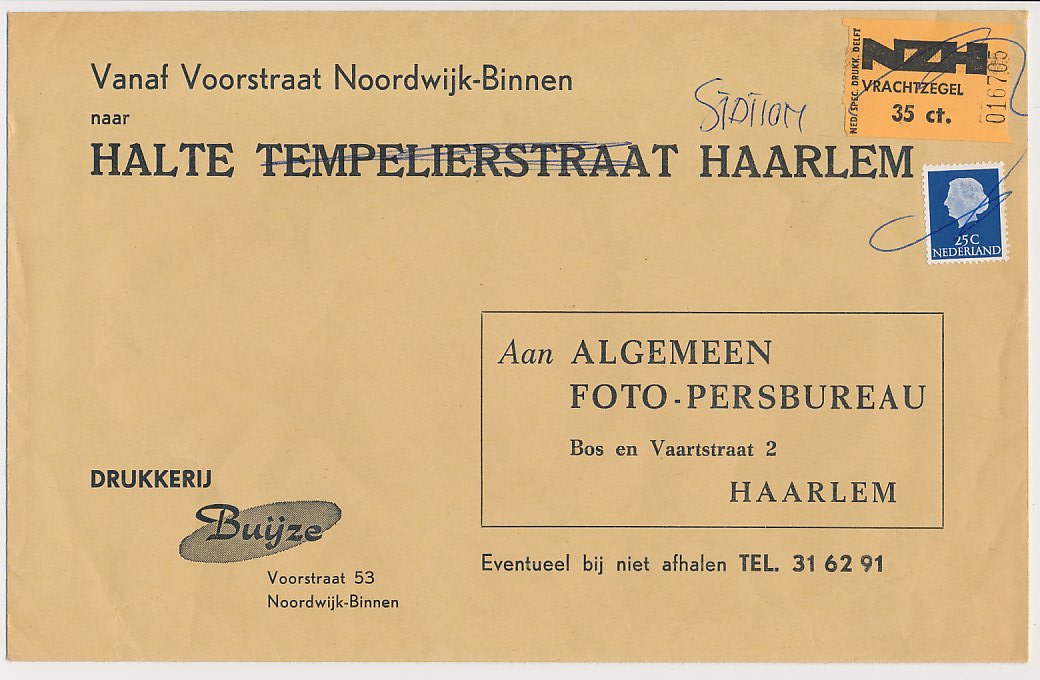 Vanaf Voorstraat Noordwijk-Binnen
naar
STATION
HALTE TEMPELIERSTRAAT HAARLEM
NED/SPEC. DRUKK. DELFT
NZH
VRACHTZEGEL
35 ct.
016705
25C
NEDERLAND
Aan ALGEMEEN
FOTO-PERSBUREAU
Bos en Vaartstraat 2
HAARLEM
DRUKKERIJ
Buijze
Voorstraat 53
Noordwijk-Binnen
Eventueel bij niet afhalen TEL. 31 62 91